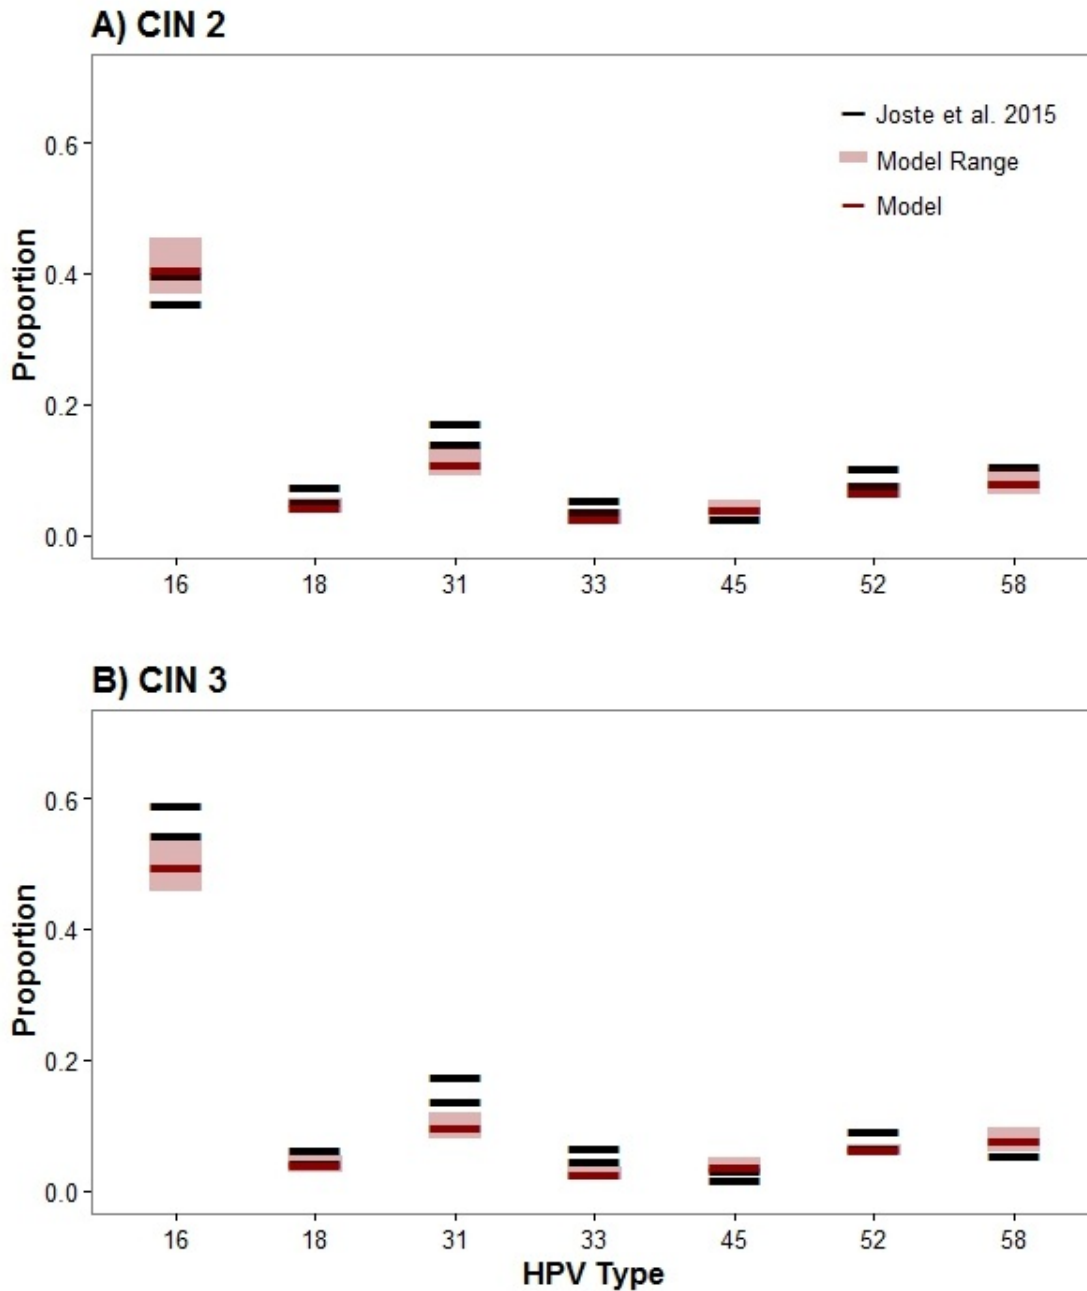 A) CIN 2
Joste et al. 2015
Model Range
Model
Proportion
0.6
0.4
0.2
0.0
16 18 31 33 45 52 58
B) CIN 3
Proportion
0.6
0.4
0.2
0.0
16 18 31 33 45 52 58
HPV Type